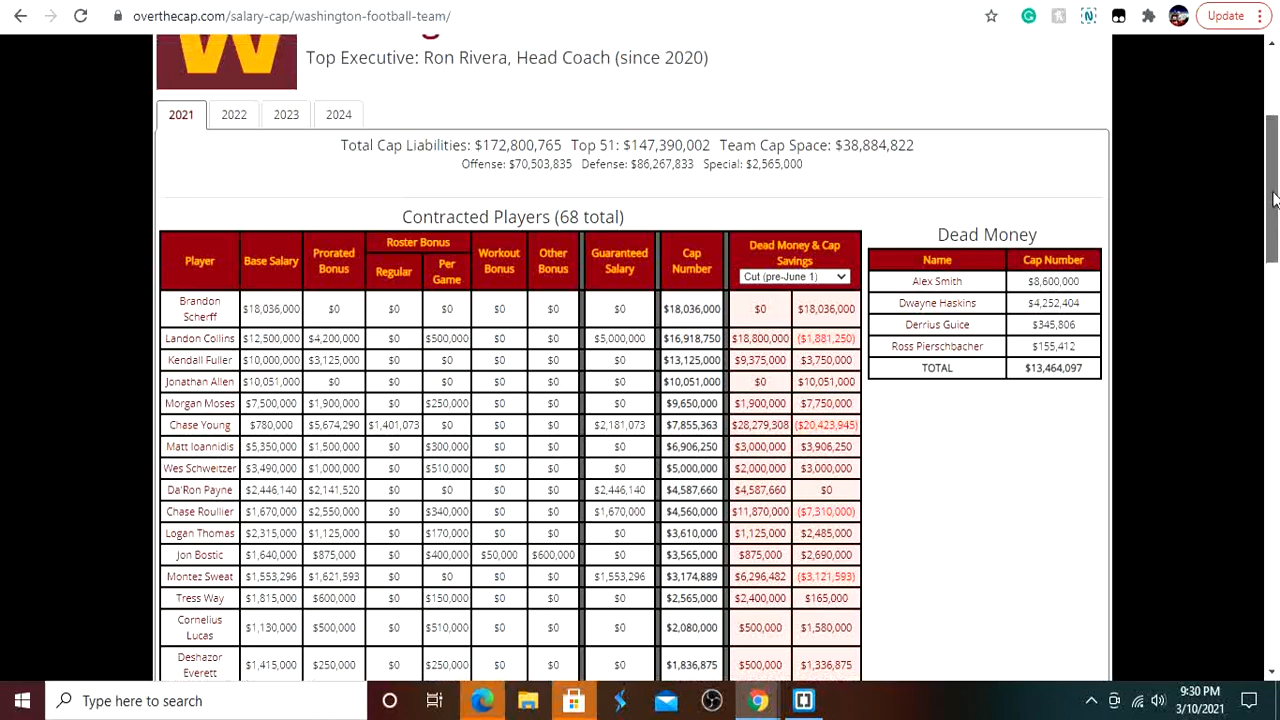 overthecap.com/salary-cap/washington-football-team/
Update
Top Executive: Ron Rivera, Head Coach (since 2020)
2021 2022 2023 2024
Total Cap Liabilities: $172,800,765 Top 51: $147,390,002 Team Cap Space: $38,884,822
Offense: $70,503,835 Defense: $86,267,833 Special: $2,565,000
Contracted Players (68 total)
Player Base Salary Prorated Bonus Roster Bonus Regular Per Game Workout Bonus Other Bonus Guaranteed Salary Cap Number Dead Money & Cap Savings
Cut (pre-June 1)
Brandon Scherff $18,036,000 $0 $0 $0 $0 $0 $0 $18,036,000 $0 $18,036,000
Landon Collins $12,500,000 $4,200,000 $0 $500,000 $0 $0 $5,000,000 $16,918,750 $18,800,000 ($1,881,250)
Kendall Fuller $10,000,000 $3,125,000 $0 $0 $0 $0 $0 $13,125,000 $9,375,000 $3,750,000
Jonathan Allen $10,051,000 $0 $0 $0 $0 $0 $0 $10,051,000 $0 $10,051,000
Morgan Moses $7,500,000 $1,900,000 $0 $250,000 $0 $0 $0 $9,650,000 $1,900,000 $7,750,000
Chase Young $780,000 $5,674,290 $1,401,073 $0 $0 $0 $2,181,073 $7,855,363 $28,279,308 ($20,423,945)
Matt Ioannidis $5,350,000 $1,500,000 $0 $300,000 $0 $0 $0 $6,906,250 $3,000,000 $3,906,250
Wes Schweitzer $3,490,000 $1,000,000 $0 $510,000 $0 $0 $0 $5,000,000 $2,000,000 $3,000,000
Da'Ron Payne $2,446,140 $2,141,520 $0 $0 $0 $0 $2,446,140 $4,587,660 $4,587,660 $0
Chase Roullier $1,670,000 $2,550,000 $0 $340,000 $0 $0 $1,670,000 $4,560,000 $11,870,000 ($7,310,000)
Logan Thomas $2,315,000 $1,125,000 $0 $170,000 $0 $0 $0 $3,610,000 $1,125,000 $2,485,000
Jon Bostic $1,640,000 $875,000 $0 $400,000 $50,000 $600,000 $0 $3,565,000 $875,000 $2,690,000
Montez Sweat $1,553,296 $1,621,593 $0 $0 $0 $0 $1,553,296 $3,174,889 $6,296,482 ($3,121,593)
Tress Way $1,815,000 $600,000 $0 $150,000 $0 $0 $0 $2,565,000 $2,400,000 $165,000
Cornelius Lucas $1,130,000 $500,000 $0 $510,000 $0 $0 $0 $2,080,000 $500,000 $1,580,000
Deshazor Everett $1,415,000 $250,000 $0 $250,000 $0 $0 $0 $1,836,875 $500,000 $1,336,875
Dead Money
Name Cap Number
Alex Smith $8,600,000
Dwayne Haskins $4,252,404
Derrius Guice $345,806
Ross Pierschbacher $155,412
TOTAL $13,464,097
Type here to search
9:30 PM
3/10/2021